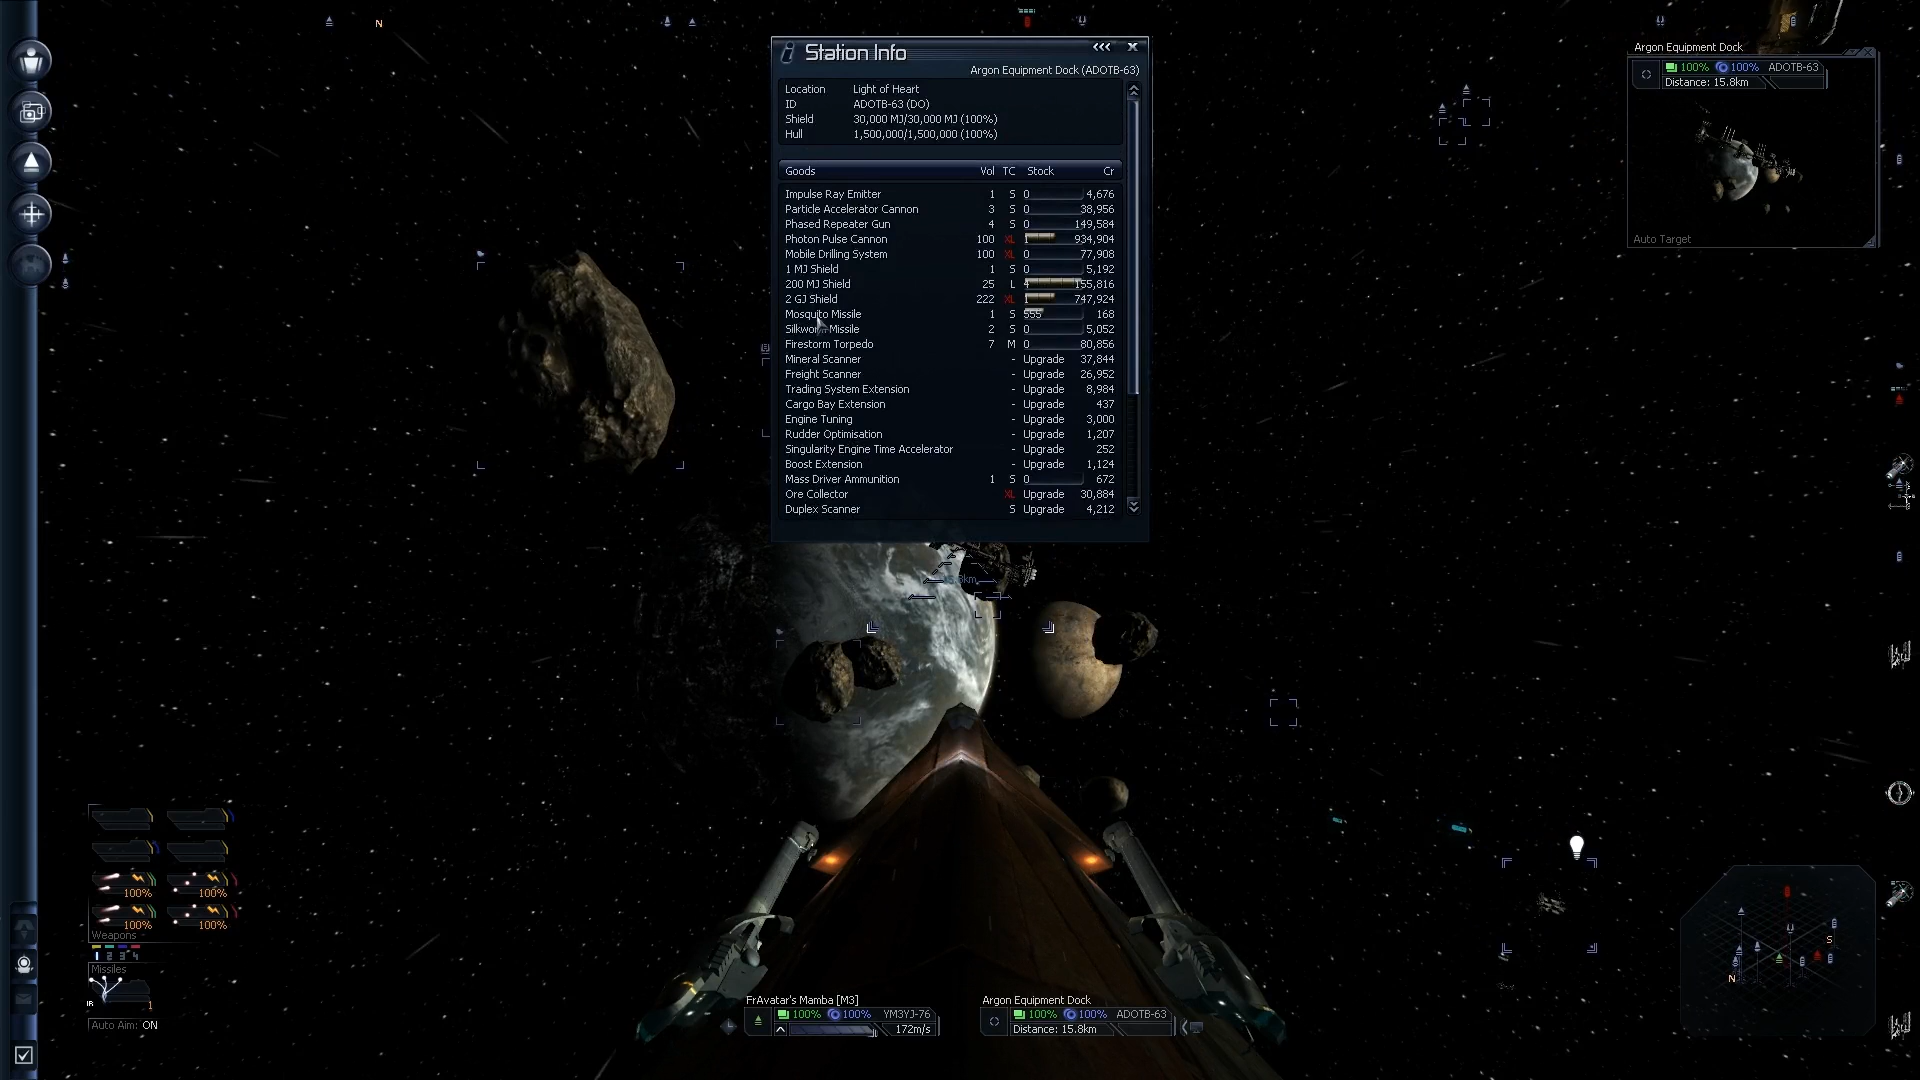 N
Station Info
Argon Equipment Dock (ADOTB-63)
Location Light of Heart
ID ADOTB-63 (DO)
Shield 30,000 MJ/30,000 MJ (100%)
Hull 1,500,000/1,500,000 (100%)
Goods Vol TC Stock Cr
Impulse Ray Emitter 1 S 0 4,676
Particle Accelerator Cannon 3 S 0 38,956
Phased Repeater Gun 4 S 0 149,584
Photon Pulse Cannon 100 XL 1 934,904
Mobile Drilling System 100 XL 0 77,908
1 MJ Shield 1 S 0 5,192
200 MJ Shield 25 L 4 155,816
2 GJ Shield 222 XL 1 747,924
Mosquito Missile 1 S 555 168
Silkworm Missile 2 S 0 5,052
Firestorm Torpedo 7 M 0 80,856
Mineral Scanner - Upgrade 37,844
Freight Scanner - Upgrade 26,952
Trading System Extension - Upgrade 8,984
Cargo Bay Extension - Upgrade 437
Engine Tuning - Upgrade 3,000
Rudder Optimisation - Upgrade 1,207
Singularity Engine Time Accelerator - Upgrade 252
Boost Extension - Upgrade 1,124
Mass Driver Ammunition 1 S 0 672
Ore Collector XL Upgrade 30,884
Duplex Scanner S Upgrade 4,212
Argon Equipment Dock
100% 100% ADOTB-63
Distance: 15.8km
Auto Target
100% 100%
100% 100%
Weapons
1 2 3 4
Missiles
IR 1
Auto Aim: ON
FrAvatar's Mamba [M3]
100% 100% YM3YJ-76
172m/s
Argon Equipment Dock
100% 100% ADOTB-63
Distance: 15.8km
S
N